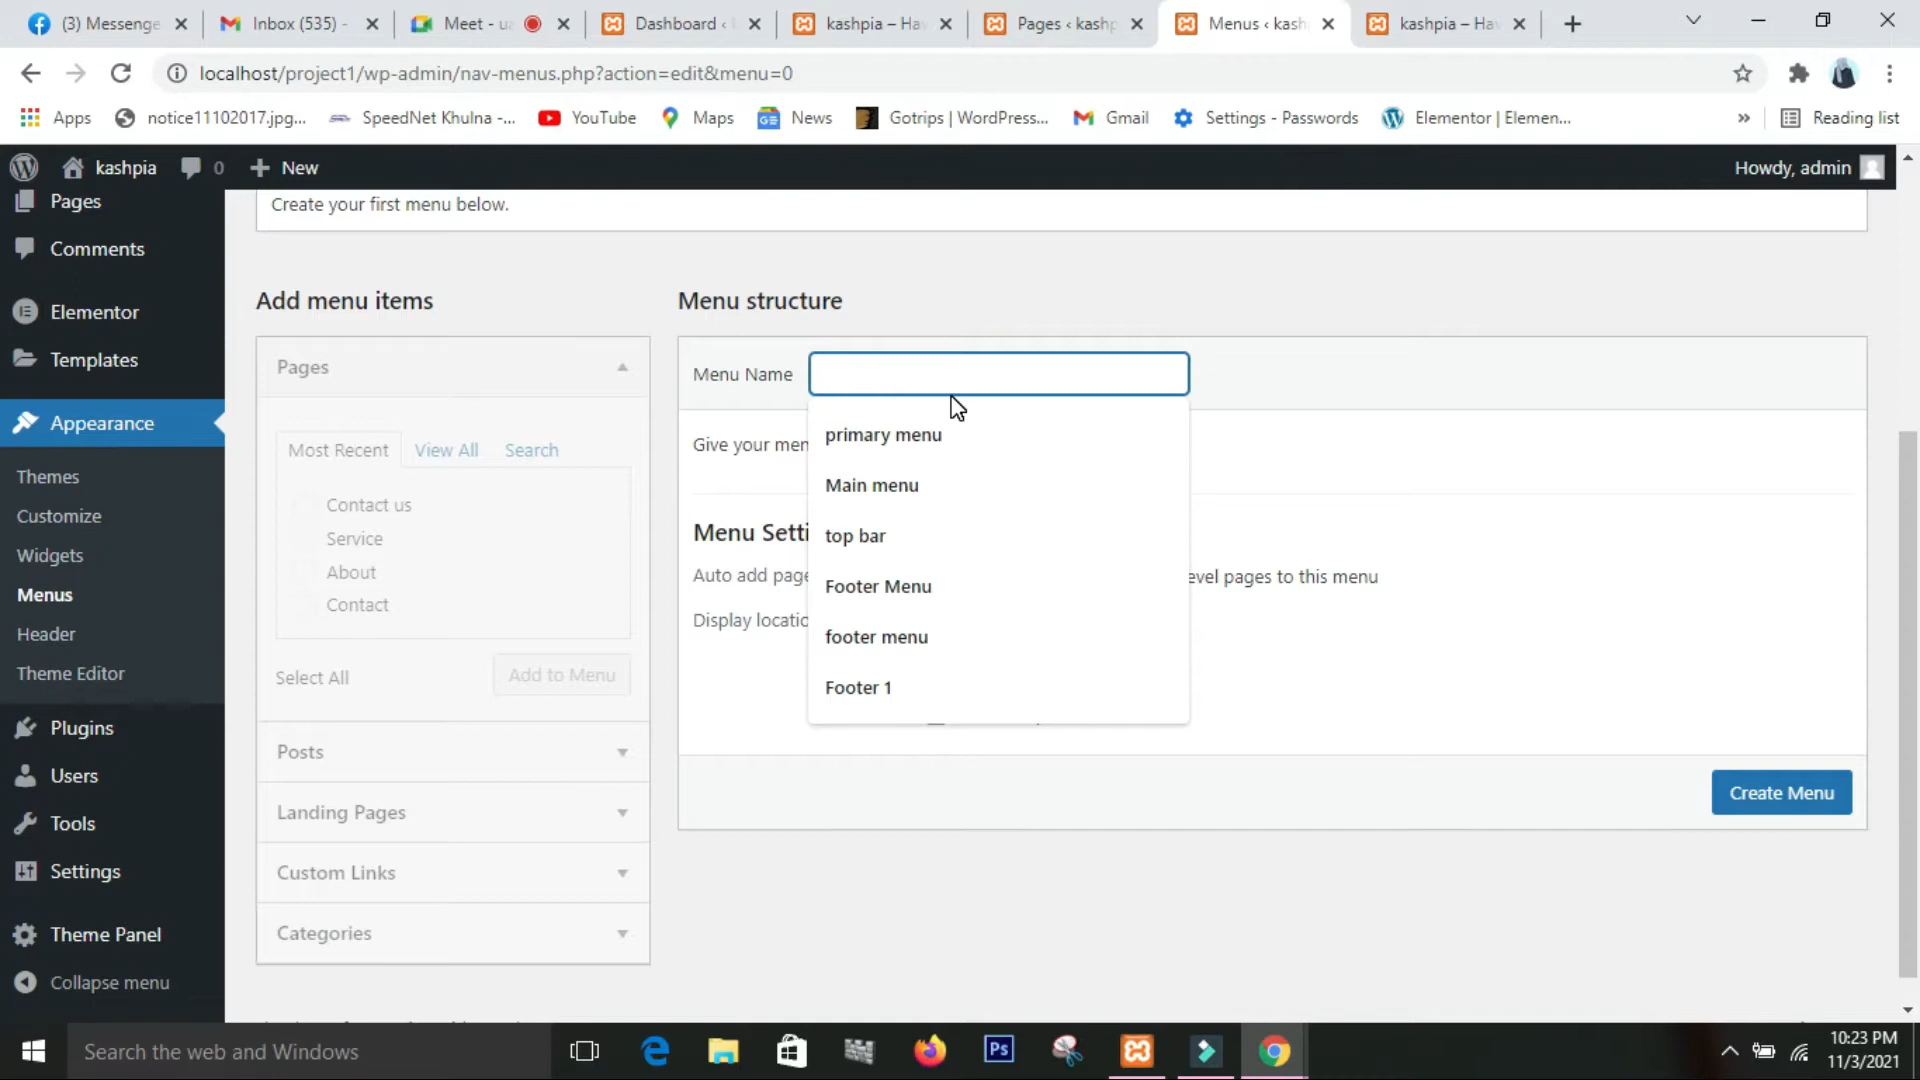 (3) Messenge
Inbox (535) -
Meet - ua
Dashboard ‹
kashpia – Hav
Pages ‹ kashp
Menus ‹ kash
kashpia – Hav
localhost/project1/wp-admin/nav-menus.php?action=edit&menu=0
Apps
notice11102017.jpg...
SpeedNet Khulna -...
YouTube
Maps
News
Gotrips | WordPress...
Gmail
Settings - Passwords
Elementor | Elemen...
»
Reading list
kashpia
0
New
Howdy, admin
Pages
Comments
Elementor
Templates
Appearance
Themes
Customize
Widgets
Menus
Header
Theme Editor
Plugins
Users
Tools
Settings
Theme Panel
Collapse menu
Create your first menu below.
Add menu items
Pages
Most Recent
View All
Search
Contact us
Service
About
Contact
Select All
Add to Menu
Posts
Landing Pages
Custom Links
Categories
Menu structure
Menu Name
Give your men
primary menu
Main menu
top bar
Footer Menu
footer menu
Footer 1
Menu Setti
Auto add page
evel pages to this menu
Display locatio
Create Menu
Search the web and Windows
Ps
10:23 PM
11/3/2021